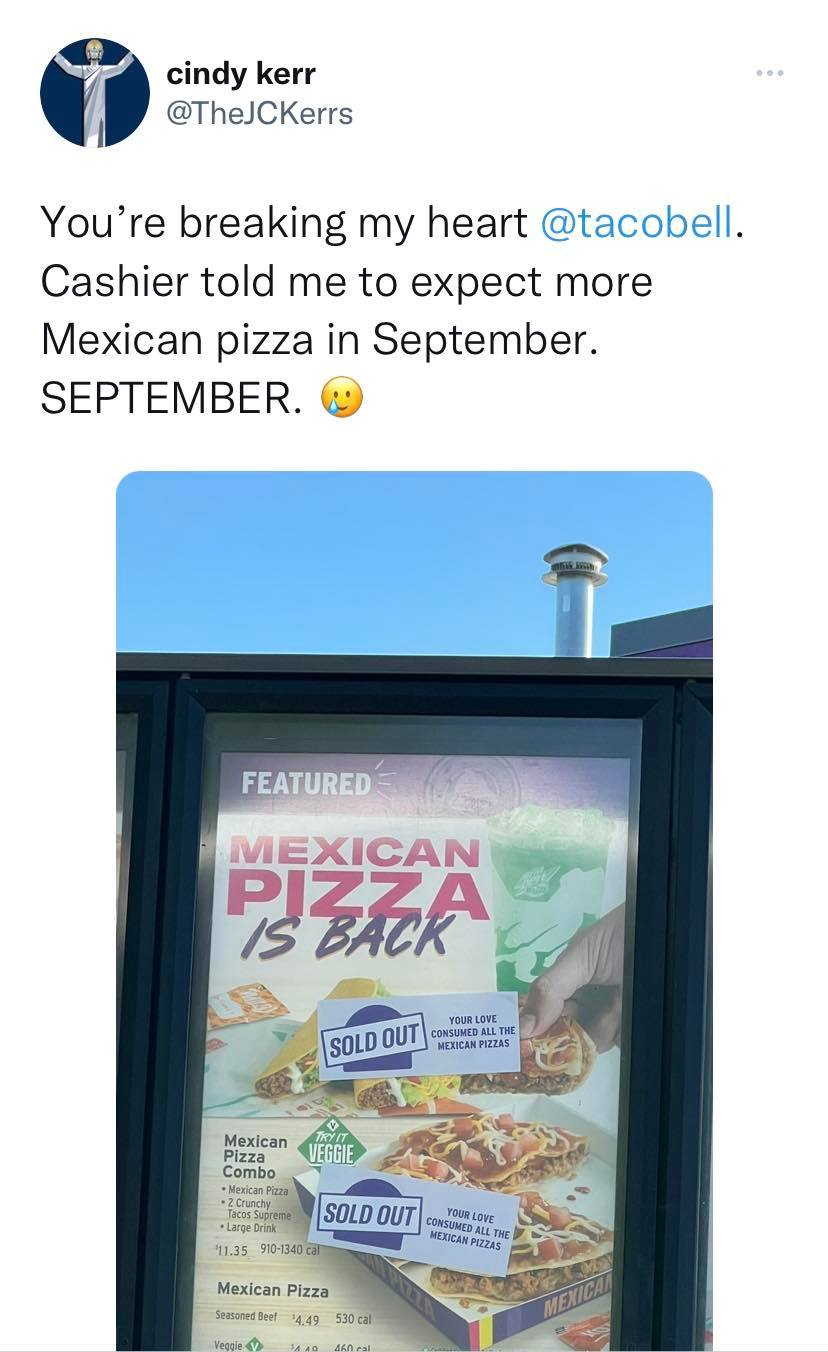 cindy kerr
@TheJCKerrs
You’re breaking my heart @tacobell.
Cashier told me to expect more
Mexican pizza in September.
SEPTEMBER. 🥲
FEATURED
MEXICAN
PIZZA
IS BACK
SOLD OUT
YOUR LOVE
CONSUMED ALL THE
MEXICAN PIZZAS
Mexican
Pizza
Combo
• Mexican Pizza
• 2 Crunchy
Tacos Supreme
• Large Drink
$11.35 910-1340 cal
V
TRY IT
VEGGIE
SOLD OUT
YOUR LOVE
CONSUMED ALL THE
MEXICAN PIZZAS
PIZZA
MEXICAN
Mexican Pizza
Seasoned Beef $4.49 530 cal
Veggie V 460 cal